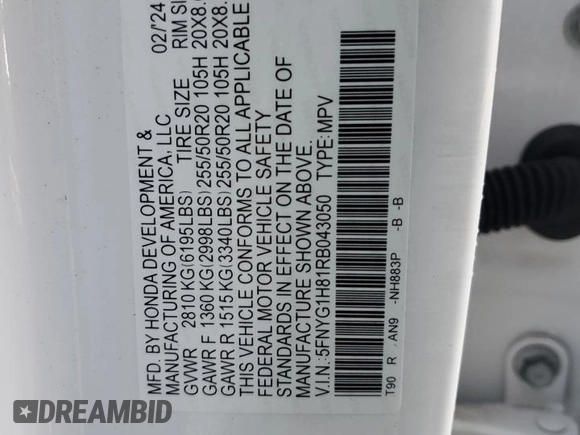 MFD. BY HONDA DEVELOPMENT & 02/'24
MANUFACTURING OF AMERICA, LLC
GVWR 2810 KG(6195LBS) TIRE SIZE RIM
GAWR F 1360 KG(2998LBS) 255/50R20 105H
GAWR R 1515 KG(3340LBS) 255/50R20 105H
THIS VEHICLE CONFORMS TO ALL APPLICABLE
FEDERAL MOTOR VEHICLE SAFETY
STANDARDS IN EFFECT ON THE DATE OF
MANUFACTURE SHOWN ABOVE.
V.I.N.: 5FNYG1H81RB043050 TYPE: MPV
T90 R AN9 -NH883P -B -B
DREAMBID